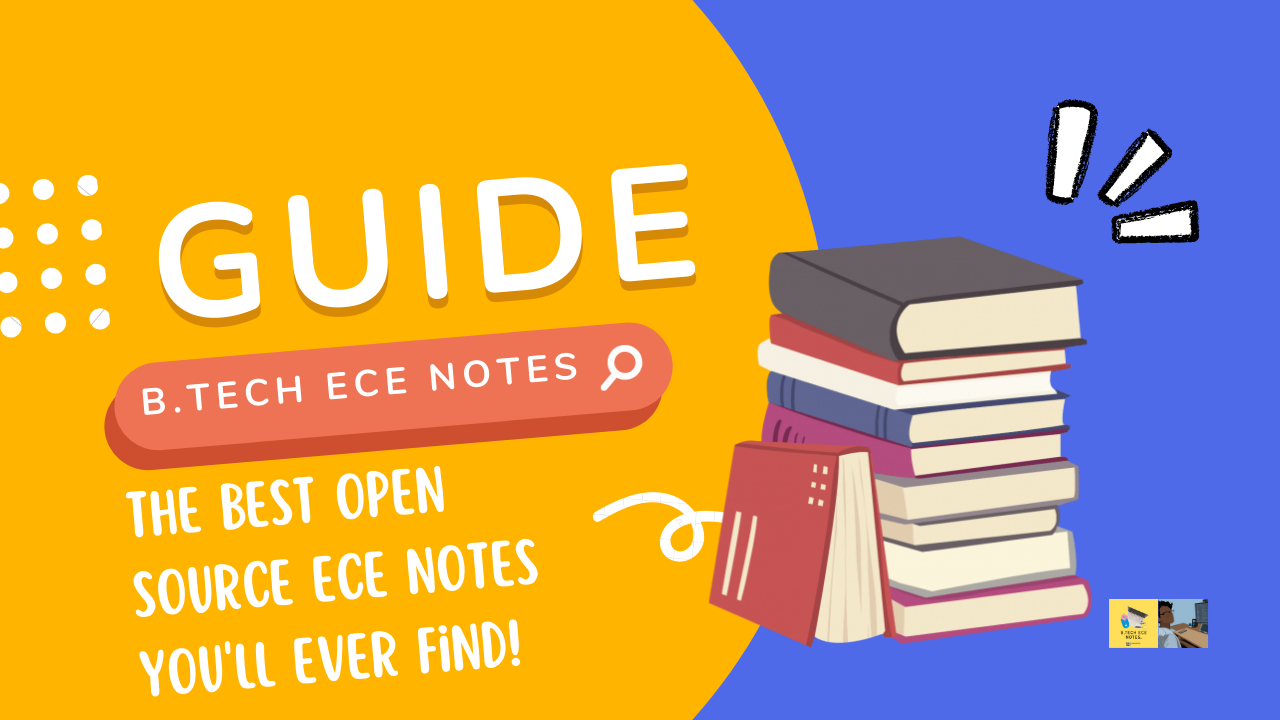 GUIDE
B.TECH ECE NOTES
THE BEST OPEN
SOURCE ECE NOTES
YOU'LL EVER FiND!
B.TECH ECE
NOTES.